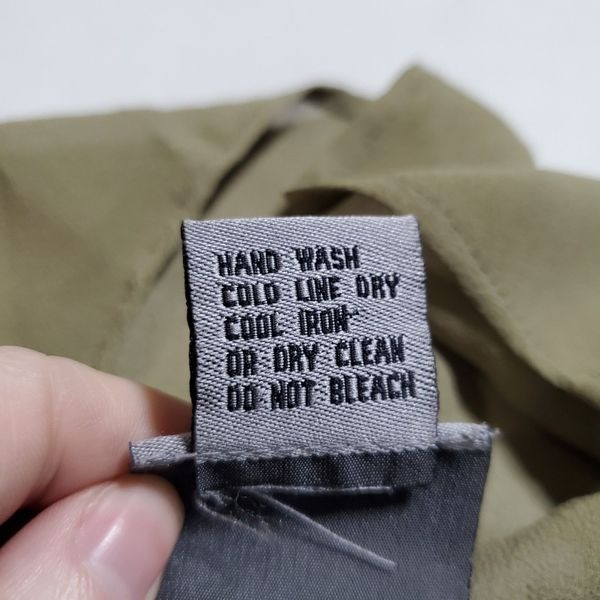 HAND WASH
COLD LINE DRY
COOL IRON
OR DRY CLEAN
DO NOT BLEACH